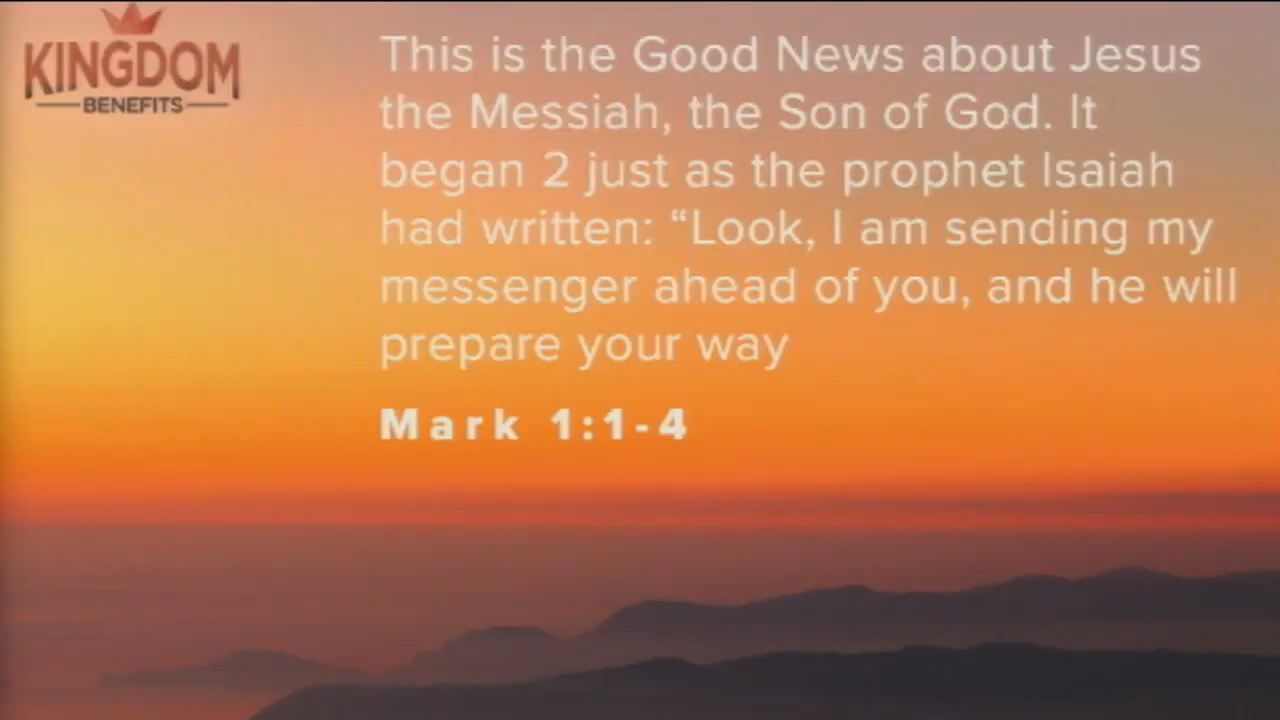 KINGDOM
BENEFITS
This is the Good News about Jesus
the Messiah, the Son of God. It
began 2 just as the prophet Isaiah
had written: “Look, I am sending my
messenger ahead of you, and he will
prepare your way
Mark 1:1-4